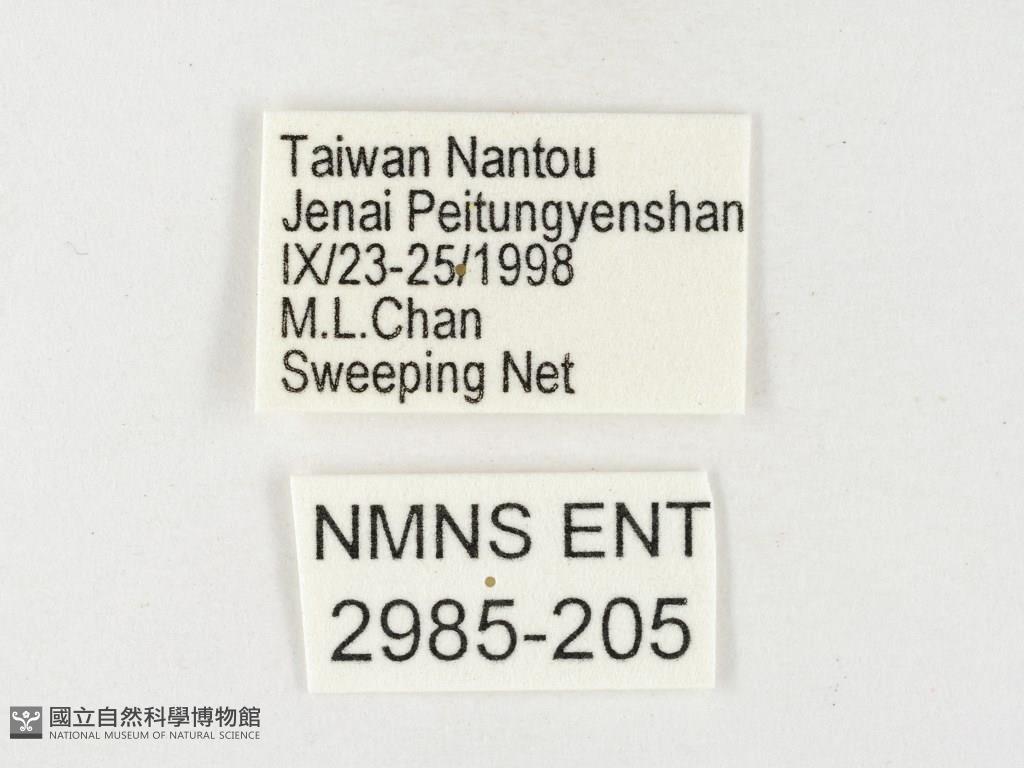 Taiwan Nantou
Jenai Peitungyenshan
IX/23-25/1998
M.L.Chan
Sweeping Net
NMNS ENT
2985-205
國立自然科學博物館
NATIONAL MUSEUM OF NATURAL SCIENCE